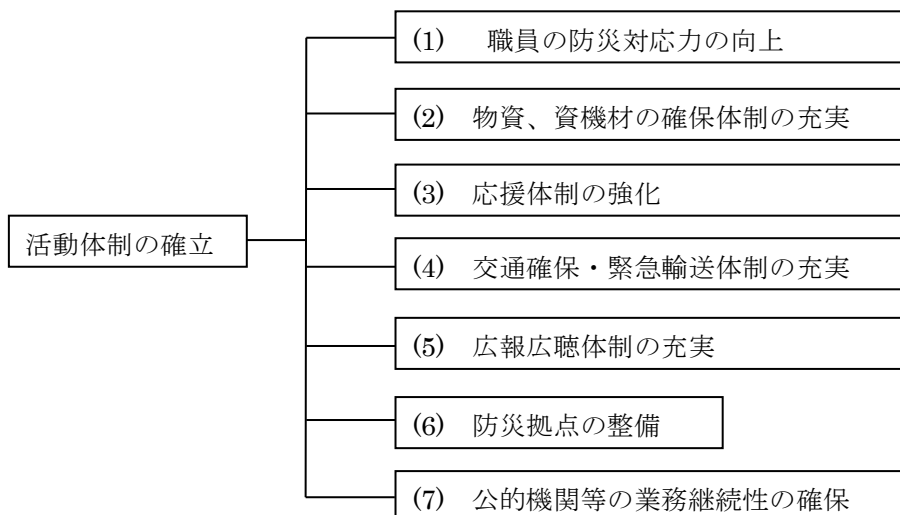 (1) 職員の防災対応力の向上
(2) 物資、資機材の確保体制の充実
(3) 応援体制の強化
活動体制の確立
(4) 交通確保・緊急輸送体制の充実
(5) 広報広聴体制の充実
(6) 防災拠点の整備
(7) 公的機関等の業務継続性の確保